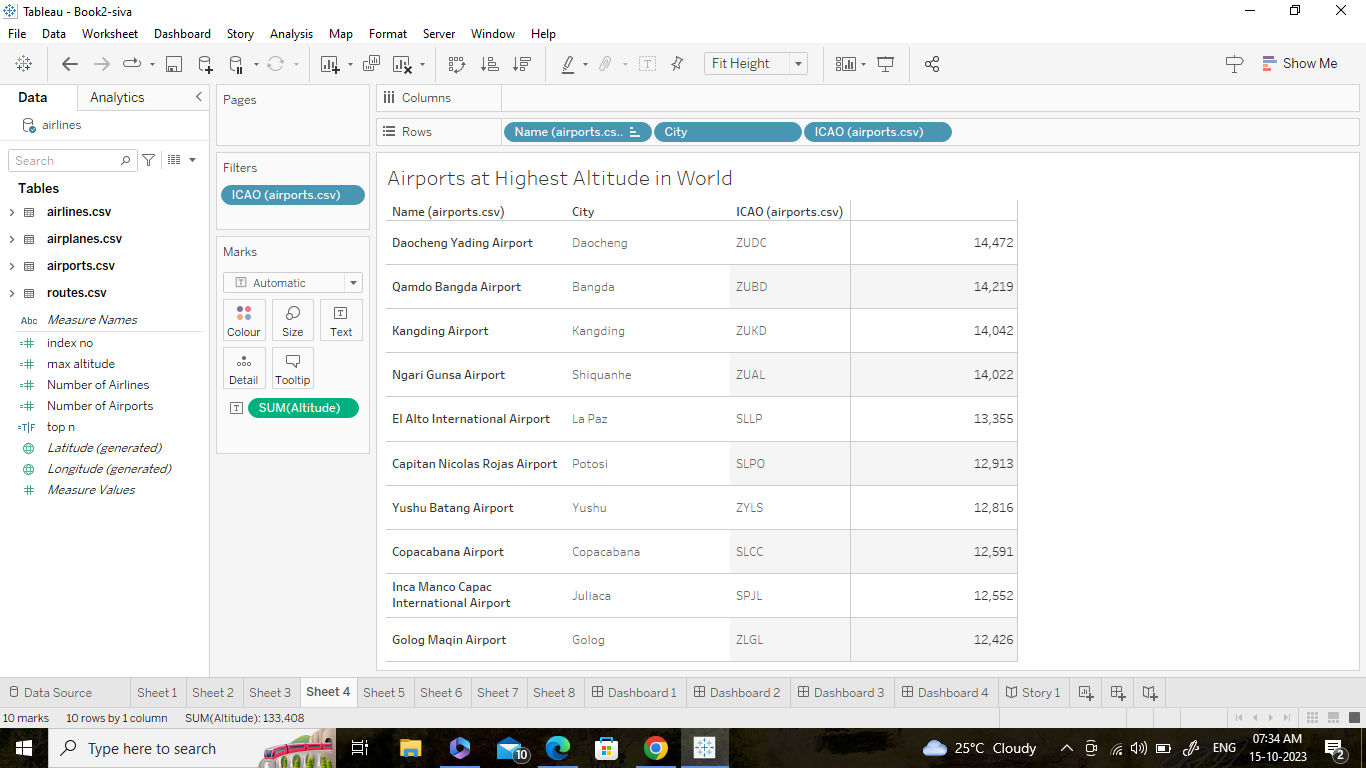 Tableau - Book2-siva
File Data Worksheet Dashboard Story Analysis Map Format Server Window Help
Fit Height
Show Me
Data Analytics
airlines
Search
Tables
airlines.csv
airplanes.csv
airports.csv
routes.csv
Abc Measure Names
index no
max altitude
Number of Airlines
Number of Airports
=T|F top n
Latitude (generated)
Longitude (generated)
Measure Values
Pages
Filters
ICAO (airports.csv)
Marks
Automatic
Colour Size Text
Detail Tooltip
SUM(Altitude)
Columns
Rows Name (airports.cs.. City ICAO (airports.csv)
Airports at Highest Altitude in World
Name (airports.csv) City ICAO (airports.csv)
Daocheng Yading Airport Daocheng ZUDC 14,472
Qamdo Bangda Airport Bangda ZUBD 14,219
Kangding Airport Kangding ZUKD 14,042
Ngari Gunsa Airport Shiquanhe ZUAL 14,022
El Alto International Airport La Paz SLLP 13,355
Capitan Nicolas Rojas Airport Potosi SLPO 12,913
Yushu Batang Airport Yushu ZYLS 12,816
Copacabana Airport Copacabana SLCC 12,591
Inca Manco Capac
International Airport Juliaca SPJL 12,552
Golog Maqin Airport Golog ZLGL 12,426
Data Source Sheet 1 Sheet 2 Sheet 3 Sheet 4 Sheet 5 Sheet 6 Sheet 7 Sheet 8 Dashboard 1 Dashboard 2 Dashboard 3 Dashboard 4 Story 1
10 marks 10 rows by 1 column SUM(Altitude): 133,408
Type here to search
10
25°C Cloudy
ENG
07:34 AM
15-10-2023
2